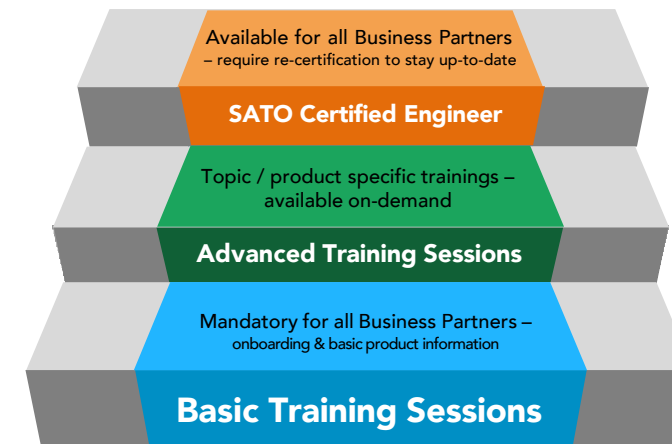 Available for all Business Partners
– require re-certification to stay up-to-date
SATO Certified Engineer
Topic / product specific trainings –
available on-demand
Advanced Training Sessions
Mandatory for all Business Partners –
onboarding & basic product information
Basic Training Sessions